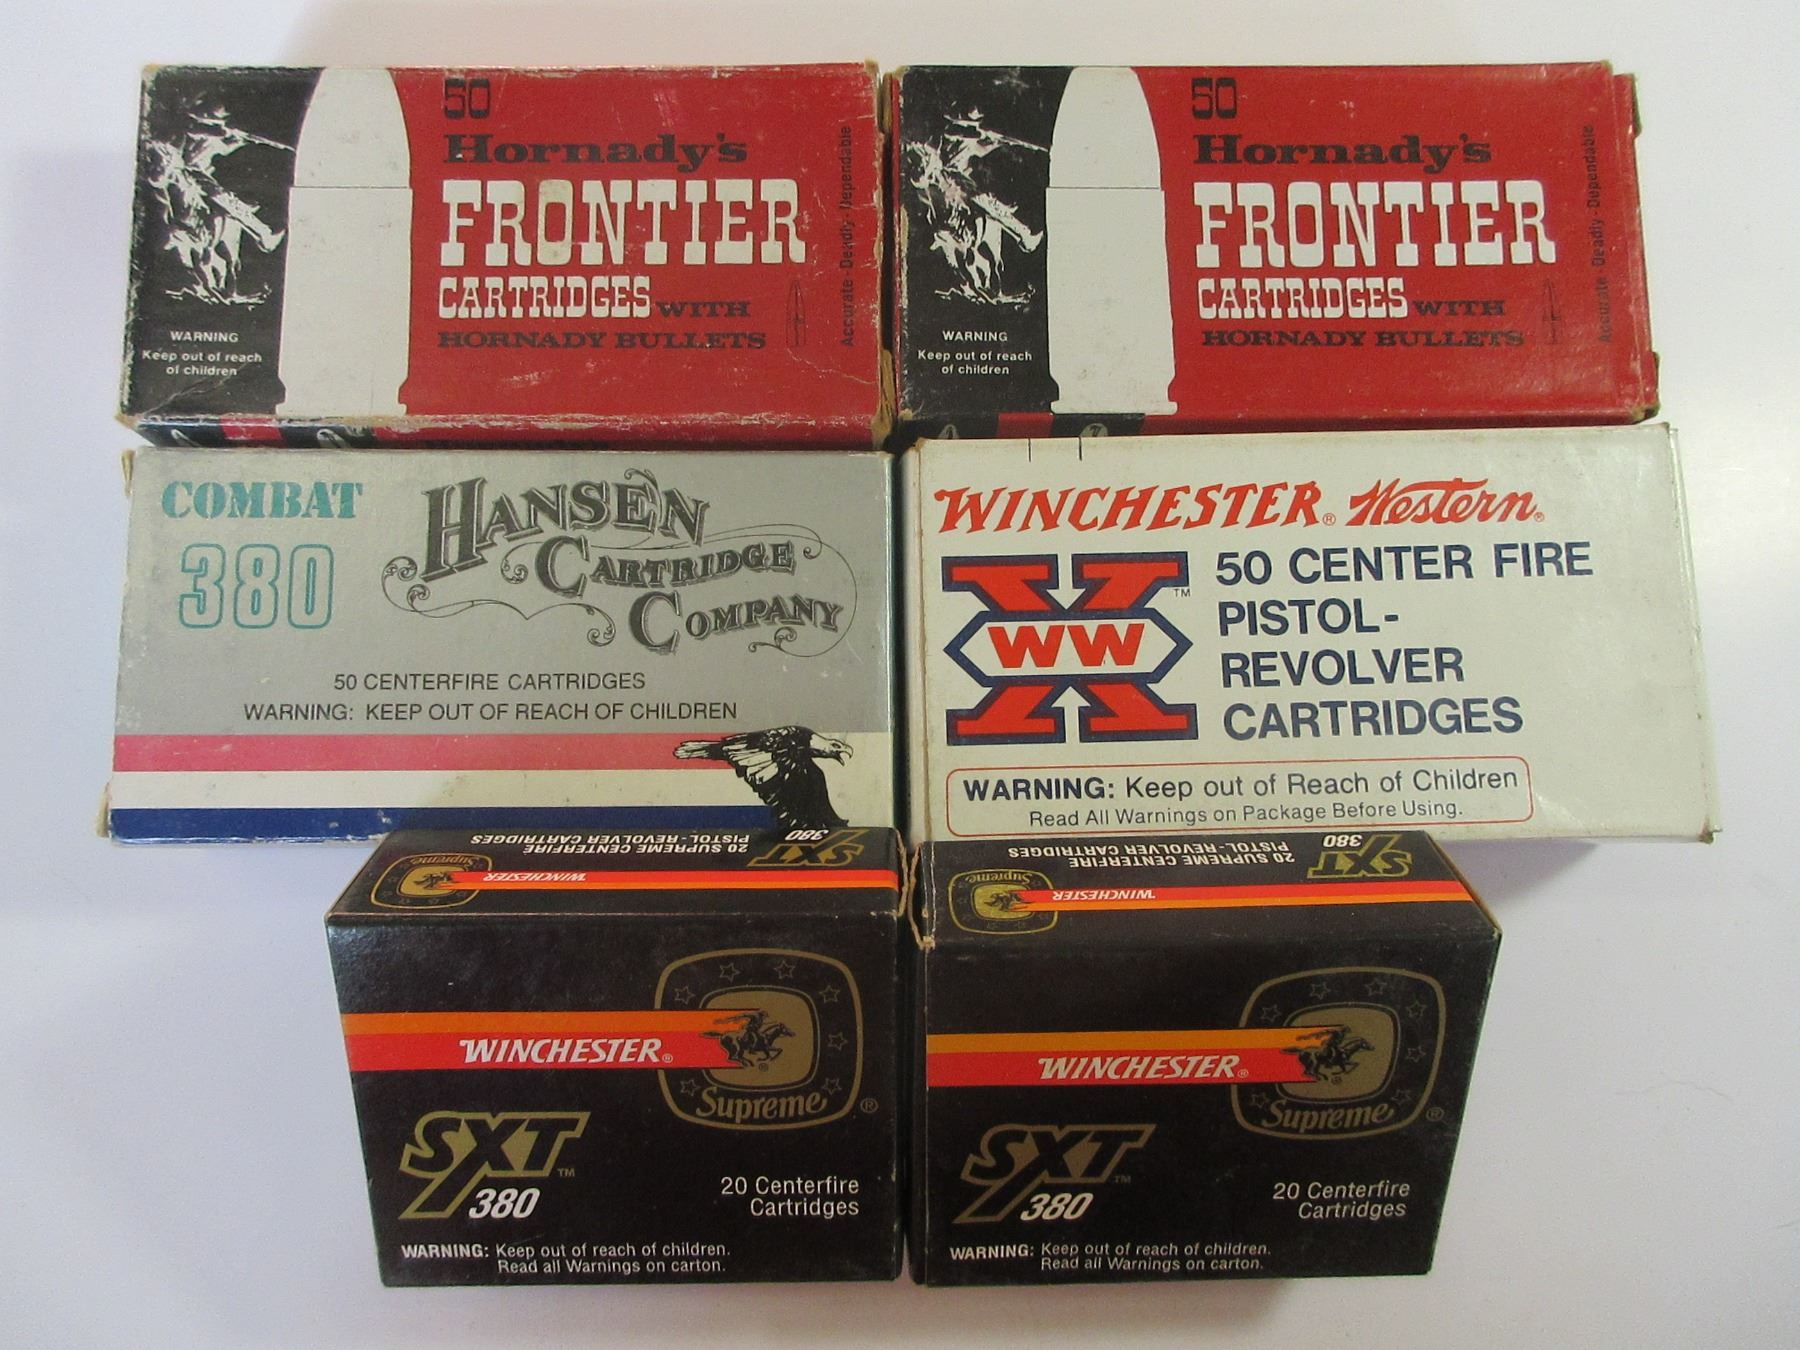 50
Hornady's
FRONTIER
CARTRIDGES WITH
HORNADY BULLETS
Accurate - Deadly - Dependable
WARNING
Keep out of reach
of children
50
Hornady's
FRONTIER
CARTRIDGES WITH
HORNADY BULLETS
Accurate - Deadly - Dependable
WARNING
Keep out of reach
of children
COMBAT
380
HANSEN
CARTRIDGE
COMPANY
50 CENTERFIRE CARTRIDGES
WARNING: KEEP OUT OF REACH OF CHILDREN
WINCHESTER® Western®
WW™
50 CENTER FIRE
PISTOL-
REVOLVER
CARTRIDGES
WARNING: Keep out of Reach of Children
Read All Warnings on Package Before Using.
SXT
380
20 SUPREME CENTERFIRE
PISTOL-REVOLVER CARTRIDGES
WINCHESTER
Supreme
WINCHESTER®
Supreme®
SXT™
380
20 Centerfire
Cartridges
WARNING: Keep out of reach of children.
Read all Warnings on carton.
SXT
380
20 SUPREME CENTERFIRE
PISTOL-REVOLVER CARTRIDGES
WINCHESTER
Supreme
WINCHESTER®
Supreme®
SXT™
380
20 Centerfire
Cartridges
WARNING: Keep out of reach of children.
Read all Warnings on carton.